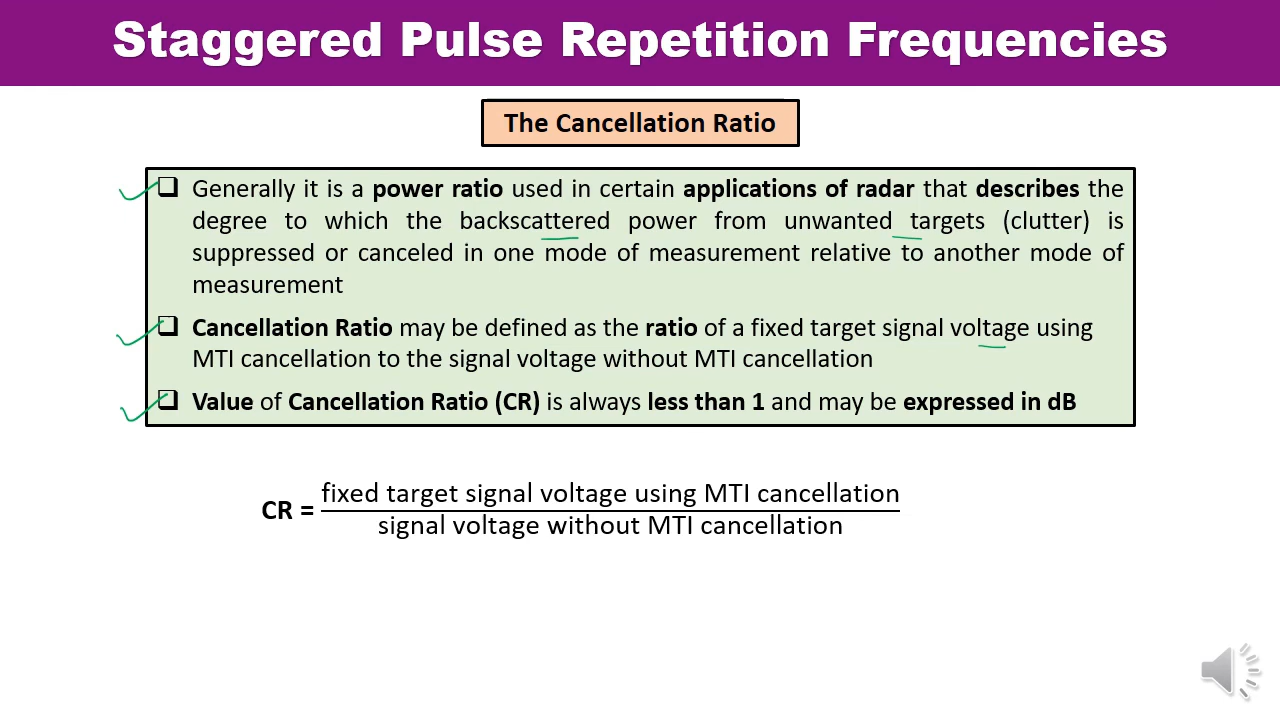 Staggered Pulse Repetition Frequencies
The Cancellation Ratio
Generally it is a power ratio used in certain applications of radar that describes the
degree to which the backscattered power from unwanted targets (clutter) is
suppressed or canceled in one mode of measurement relative to another mode of
measurement
Cancellation Ratio may be defined as the ratio of a fixed target signal voltage using
MTI cancellation to the signal voltage without MTI cancellation
Value of Cancellation Ratio (CR) is always less than 1 and may be expressed in dB
fixed target signal voltage using MTI cancellation
CR =
signal voltage without MTI cancellation